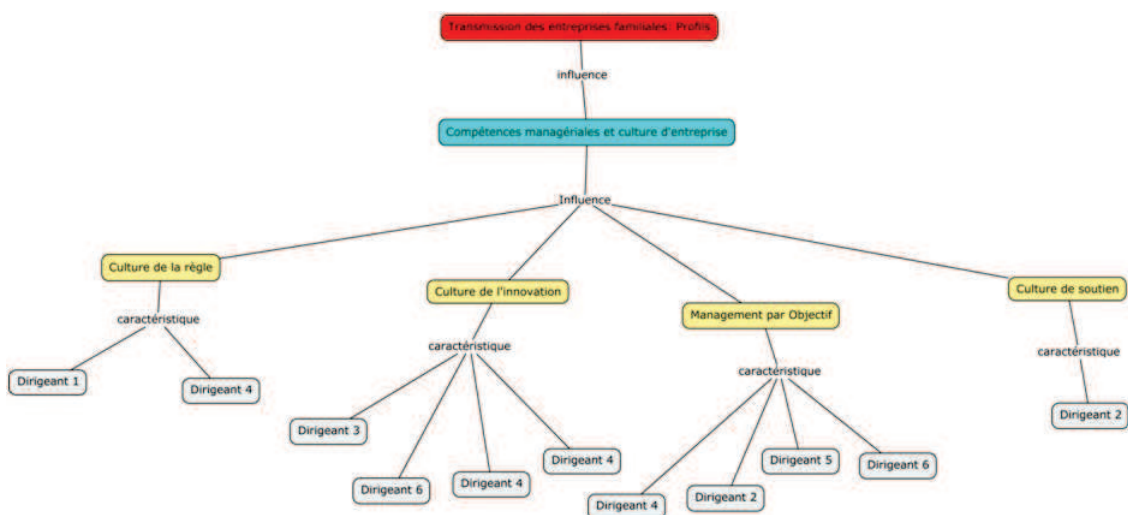 Transmission des entreprises familiales: Profils
influence
Compétences managériales et culture d'entreprise
Influence
Culture de la règle
Culture de l'innovation
Management par Objectif
Culture de soutien
caractéristique
caractéristique
caractéristique
caractéristique
Dirigeant 1
Dirigeant 4
Dirigeant 3
Dirigeant 6
Dirigeant 4
Dirigeant 4
Dirigeant 4
Dirigeant 2
Dirigeant 5
Dirigeant 6
Dirigeant 2